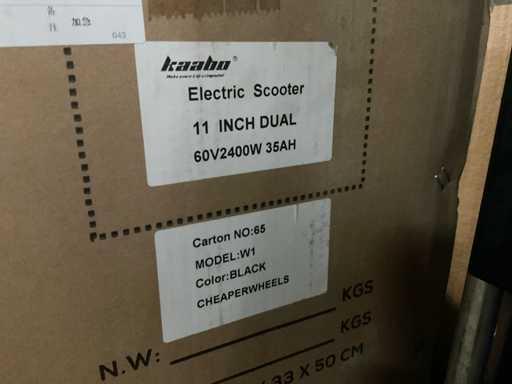 043
kaabo®
Electric Scooter
11 INCH DUAL
60V2400W 35AH
Carton NO:65
MODEL:W1
Color:BLACK
CHEAPERWHEELS
N.W: KGS
KGS
33 X 50 CM